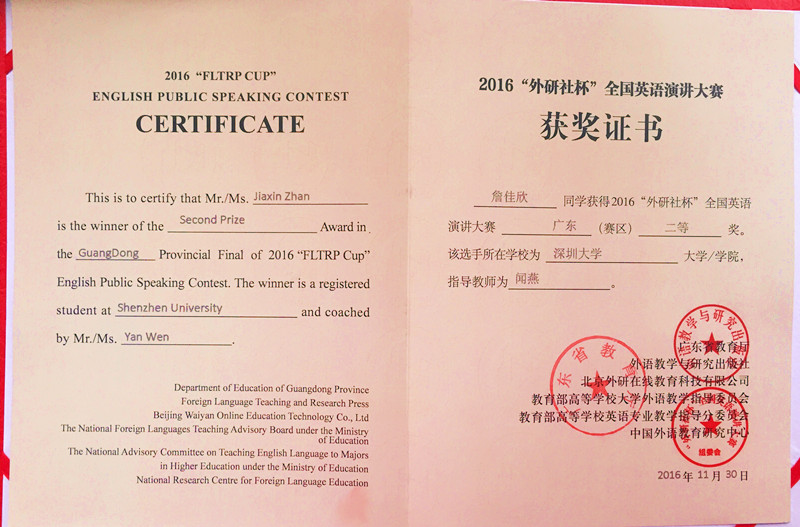 2016 “FLTRP CUP”
ENGLISH PUBLIC SPEAKING CONTEST
CERTIFICATE
This is to certify that Mr./Ms. Jiaxin Zhan
is the winner of the Second Prize Award in
the GuangDong Provincial Final of 2016 “FLTRP Cup”
English Public Speaking Contest. The winner is a registered
student at Shenzhen University and coached
by Mr./Ms. Yan Wen.
Department of Education of Guangdong Province
Foreign Language Teaching and Research Press
Beijing Waiyan Online Education Technology Co., Ltd
The National Foreign Languages Teaching Advisory Board under the Ministry
of Education
The National Advisory Committee on Teaching English Language to Majors
in Higher Education under the Ministry of Education
National Research Centre for Foreign Language Education
2016“外研社杯”全国英语演讲大赛
获奖证书
詹佳欣 同学获得2016“外研社杯”全国英语
演讲大赛 广东 (赛区) 二等 奖。
该选手所在学校为 深圳大学 大学/学院,
指导教师为 闻燕 。
广东省教育厅
外语教学与研究出版社
北京外研在线教育科技有限公司
教育部高等学校大学外语教学指导委员会
教育部高等学校英语专业教学指导分委员会
中国外语教育研究中心
2016年11月30日
组委会